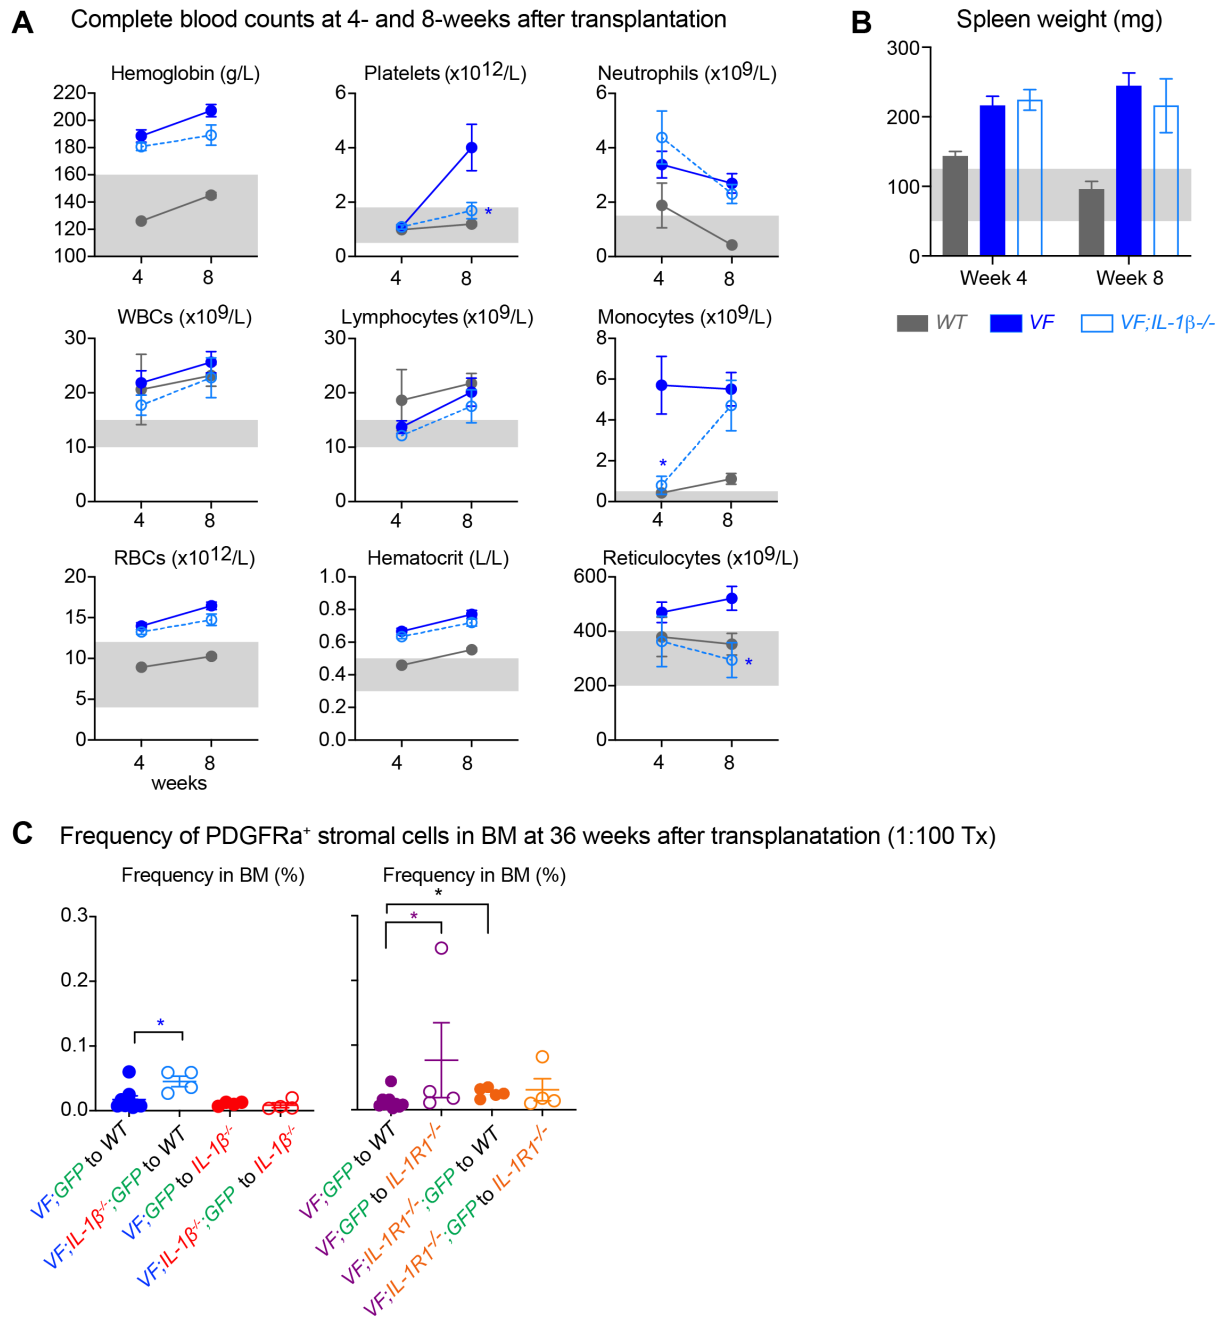 A Complete blood counts at 4- and 8-weeks after transplantation
Hemoglobin (g/L)
220
200
180
160
140
120
100
4 8
Platelets (x10¹²/L)
6
4
2
0
4 8
Neutrophils (x10⁹/L)
6
4
2
0
4 8
WBCs (x10⁹/L)
30
20
10
0
4 8
Lymphocytes (x10⁹/L)
30
20
10
0
4 8
Monocytes (x10⁹/L)
8
6
4
2
0
4 8
*
*
RBCs (x10¹²/L)
20
15
10
5
0
4 8
weeks
Hematocrit (L/L)
1.0
0.8
0.6
0.4
0.2
0.0
4 8
Reticulocytes (x10⁹/L)
600
400
200
0
4 8
*
B Spleen weight (mg)
300
200
100
0
Week 4 Week 8
WT VF VF;IL-1β-/-
C Frequency of PDGFRa⁺ stromal cells in BM at 36 weeks after transplanatation (1:100 Tx)
Frequency in BM (%)
0.3
0.2
0.1
0.0
*
VF;GFP to WT
VF;IL-1β⁻/⁻;GFP to WT
VF;GFP to IL-1β⁻/⁻
VF;IL-1β⁻/⁻;GFP to IL-1β⁻/⁻
Frequency in BM (%)
*
*
VF;GFP to WT
VF;GFP to IL-1R1⁻/⁻
VF;IL-1R1⁻/⁻;GFP to WT
VF;IL-1R1⁻/⁻;GFP to IL-1R1⁻/⁻